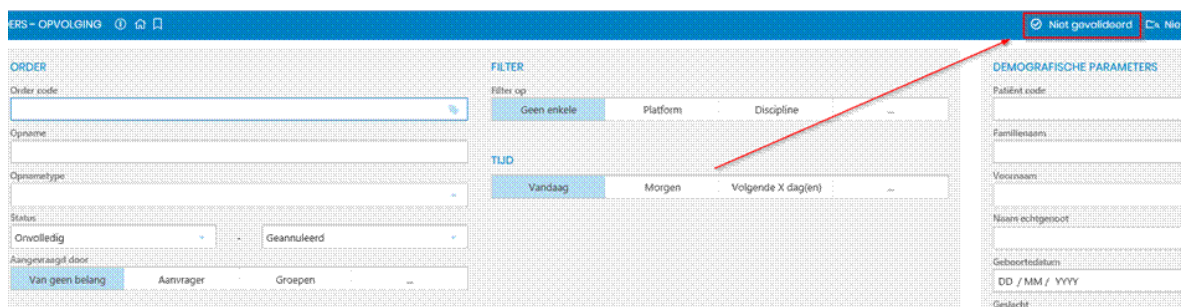 ERS – OPVOLGING
Niet gevalideerd
Nie
ORDER
Order code
Opname
Opnametype
Status
Onvolledig - Geannuleerd
Aangevraagd door
Van geen belang Aanvrager Groepen ...
FILTER
Filter op
Geen enkele Platform Discipline ...
TIJD
Vandaag Morgen Volgende X dag(en) ...
DEMOGRAFISCHE PARAMETERS
Patiënt code
Familienaam
Voornaam
Naam echtgenoot
Geboortedatum
DD / MM / YYYY
Geslacht